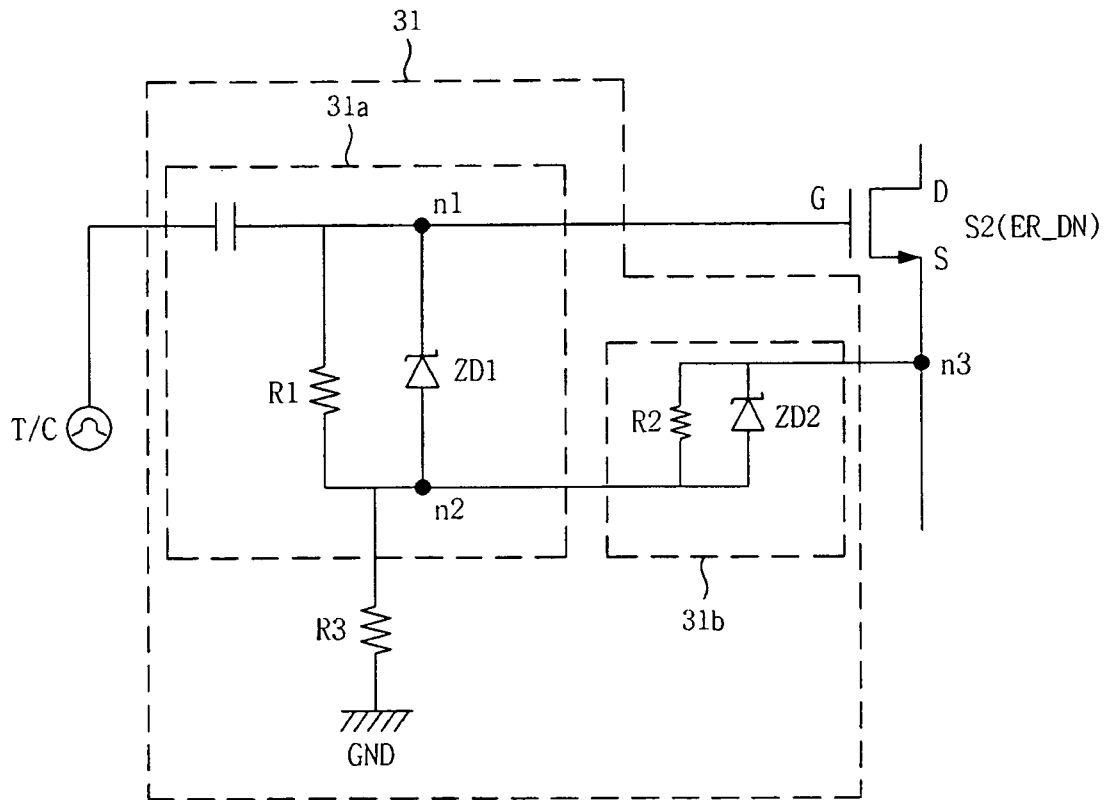 31
31a
n1
G
D
S2(ER_DN)
S
n3
R1
ZD1
T/C
R2
ZD2
n2
31b
R3
GND